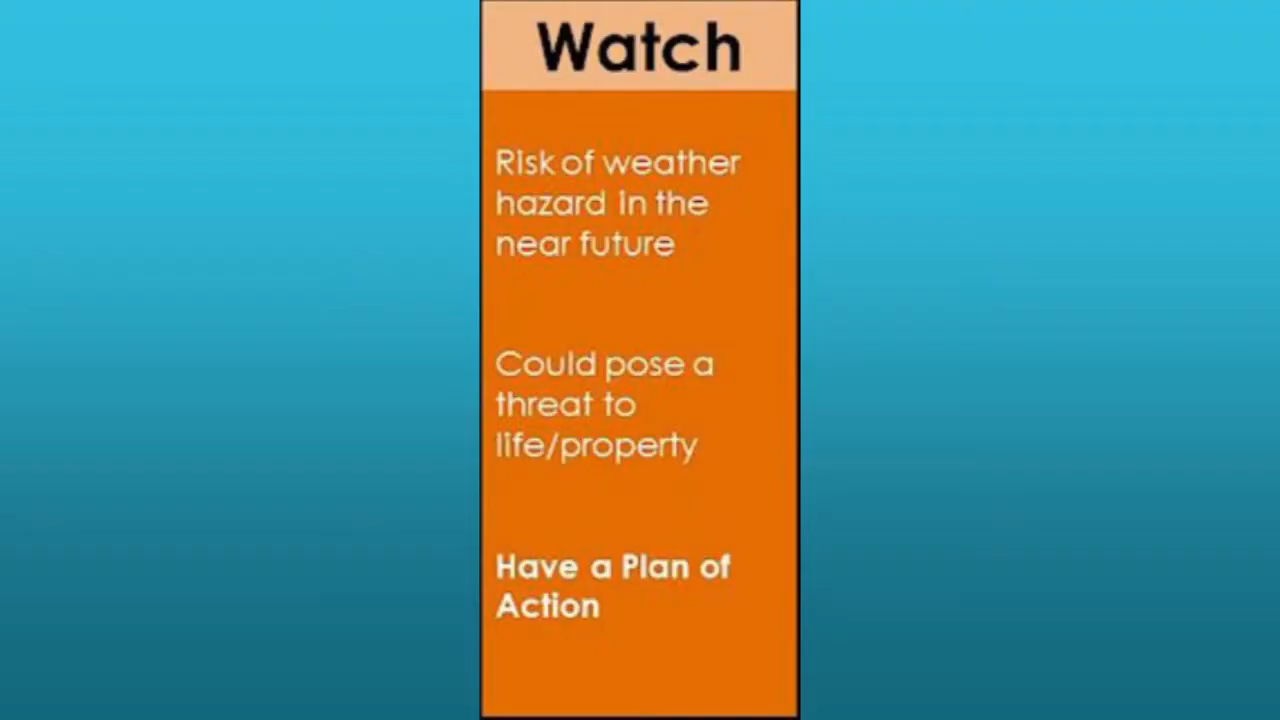 Watch
Risk of weather
hazard in the
near future
Could pose a
threat to
life/property
Have a Plan of
Action